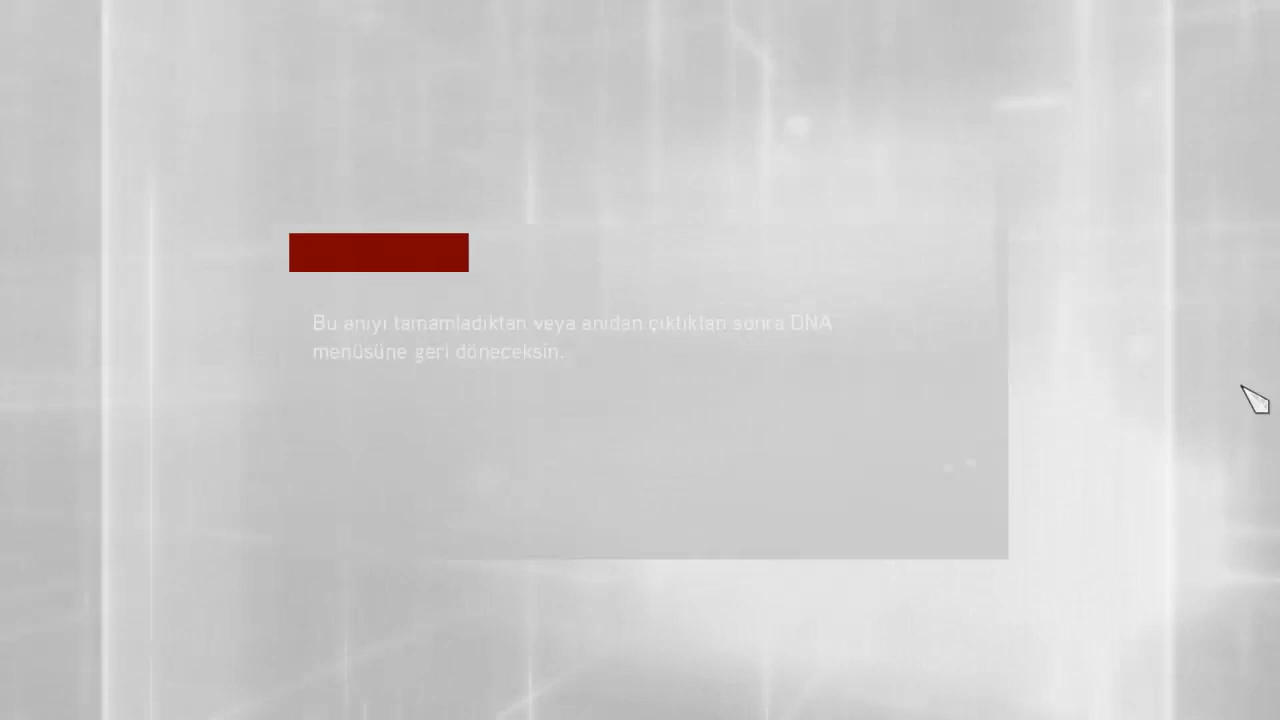 Bu anıyı tamamladıktan veya anıdan çıktıktan sonra DNA
menüsüne geri döneceksin.